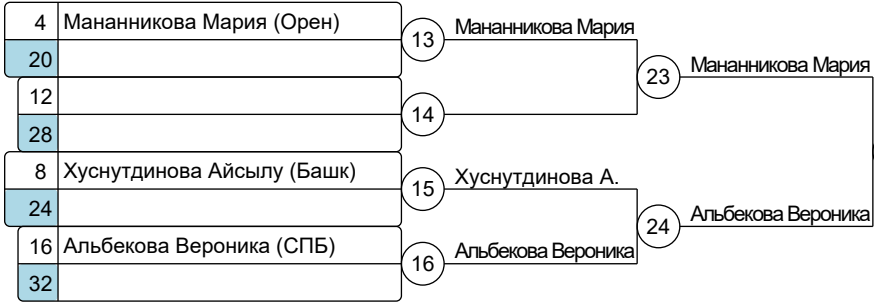 4 Мананникова Мария (Орен)
20
13 Мананникова Мария
12
28
14
23 Мананникова Мария
8 Хуснутдинова Айсылу (Башк)
24
15 Хуснутдинова А.
16 Альбекова Вероника (СПБ)
32
16 Альбекова Вероника
24 Альбекова Вероника